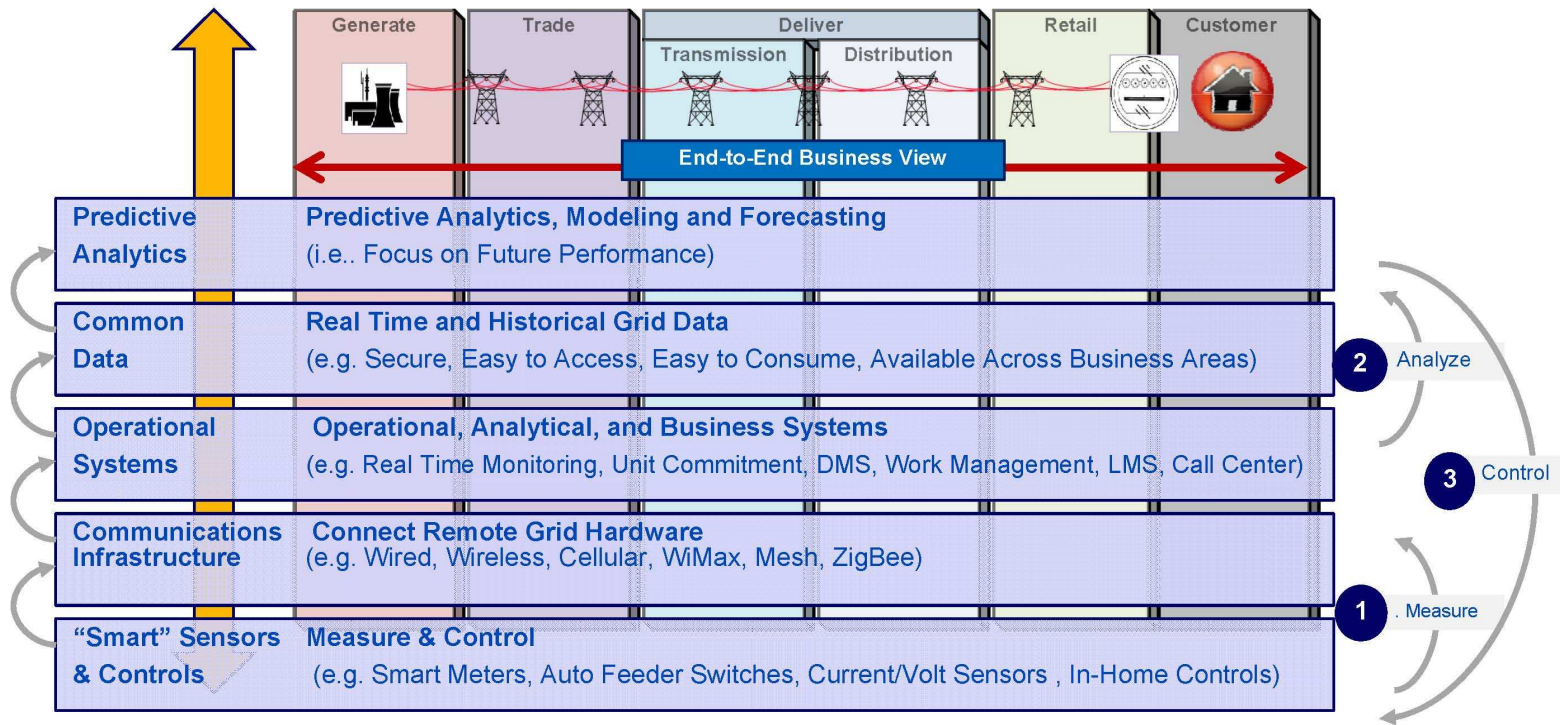 Generate
Trade
Deliver
Retail
Customer
Transmission
Distribution
End-to-End Business View
Predictive
Analytics
Predictive Analytics, Modeling and Forecasting
(i.e.. Focus on Future Performance)
Common
Data
Real Time and Historical Grid Data
(e.g. Secure, Easy to Access, Easy to Consume, Available Across Business Areas)
2
Analyze
Operational
Systems
Operational, Analytical, and Business Systems
(e.g. Real Time Monitoring, Unit Commitment, DMS, Work Management, LMS, Call Center)
3
Control
Communications
Infrastructure
Connect Remote Grid Hardware
(e.g. Wired, Wireless, Cellular, WiMax, Mesh, ZigBee)
1
. Measure
“Smart” Sensors
& Controls
Measure & Control
(e.g. Smart Meters, Auto Feeder Switches, Current/Volt Sensors , In-Home Controls)